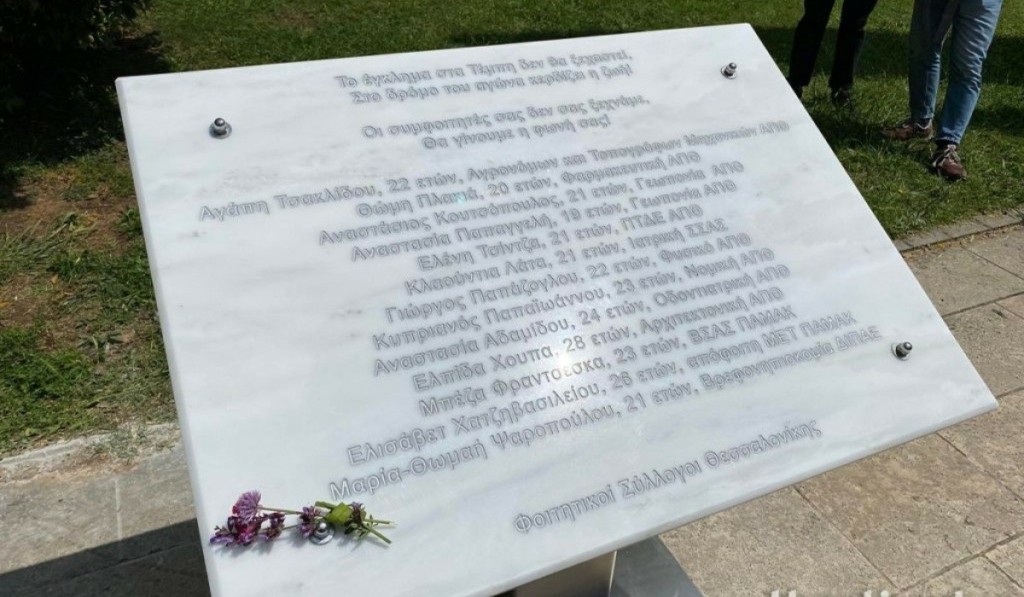 Το έγκλημα στα Τέμπη δεν θα ξεχαστεί,
Στο δρόμο του αγώνα κερδίζει η ζωή!
Οι συμφοιτητές σας δεν σας ξεχνάμε,
Θα γίνουμε η φωνή σας!
Αγάπη Τσακλίδου, 22 ετών, Αγρονόμων και Τοπογράφων Μηχανικών ΑΠΘ
Θώμη Πλακιά, 20 ετών, Φαρμακευτική ΑΠΘ
Αναστάσιος Κουτσόπουλος, 21 ετών, Γεωπονία ΑΠΘ
Αναστασία Παπαγγελή, 19 ετών, Γεωπονία ΑΠΘ
Ελένη Τσίντζα, 21 ετών, ΠΤΔΕ ΑΠΘ
Κλαούντια Λάτα, 21 ετών, Ιατρική ΣΣΑΣ
Γιώργος Παπάζογλου, 22 ετών, Φυσικό ΑΠΘ
Κυπριανός Παπαϊωάννου, 23 ετών, Νομική ΑΠΘ
Αναστασία Αδαμίδου, 24 ετών, Οδοντιατρική ΑΠΘ
Ελπίδα Χούπα, 28 ετών, Αρχιτεκτονική ΑΠΘ
Μπέζα Φραντσέσκα, 23 ετών, ΒΣΑΣ ΠΑΜΑΚ
Ελισάβετ Χατζηβασιλείου, 26 ετών, απόφοιτη ΜΕΤ ΠΑΜΑΚ
Μαρία-Θωμαή Ψαροπούλου, 21 ετών, Βρεφονηπιοκομία ΔΙΠΑΕ
Φοιτητικοί Σύλλογοι Θεσσαλονίκης